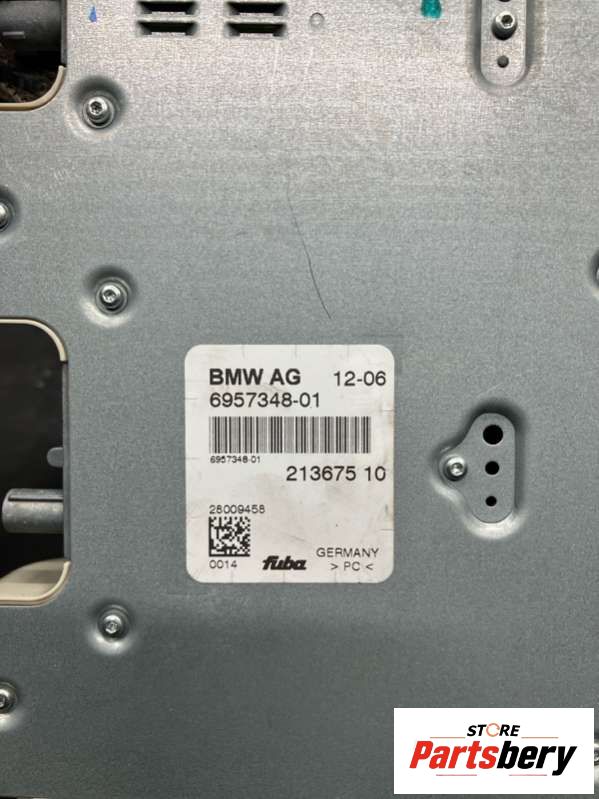 BMW AG 12-06
6957348-01
6957348-01
213675 10
28009458
0014 fuba GERMANY
> PC <
STORE
Partsbery